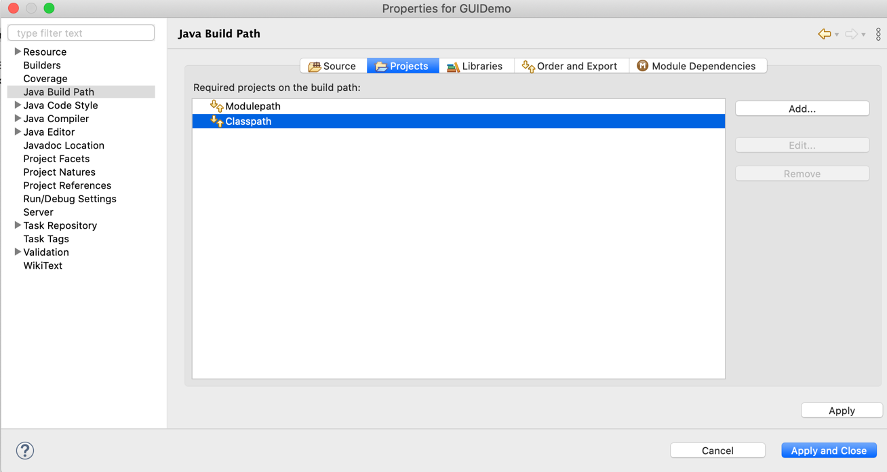 Properties for GUIDemo
type filter text
Resource
Builders
Coverage
Java Build Path
Java Code Style
Java Compiler
Java Editor
Javadoc Location
Project Facets
Project Natures
Project References
Run/Debug Settings
Server
Task Repository
Task Tags
Validation
WikiText
Java Build Path
Source Projects Libraries Order and Export Module Dependencies
Required projects on the build path:
Modulepath
Classpath
Add...
Edit...
Remove
Apply
Cancel Apply and Close